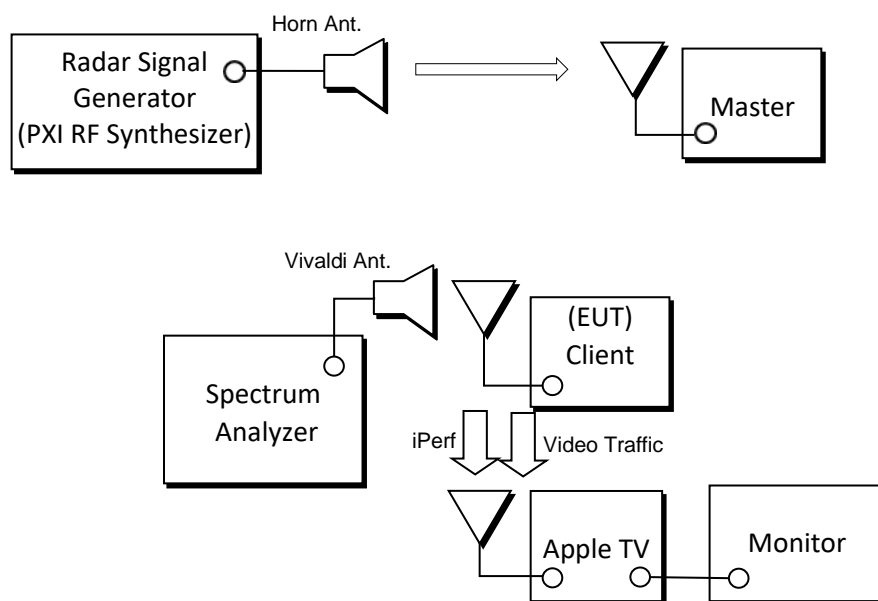 Horn Ant.
Radar Signal
Generator
(PXI RF Synthesizer)
Master
Vivaldi Ant.
(EUT)
Client
Spectrum
Analyzer
iPerf
Video Traffic
Apple TV
Monitor